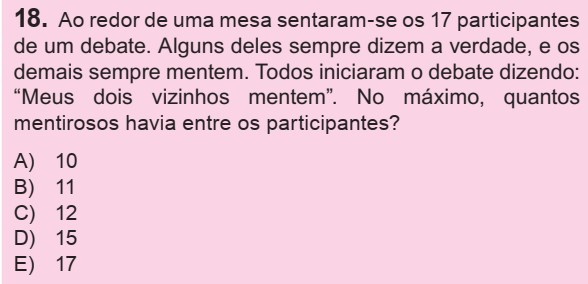 18. Ao redor de uma mesa sentaram-se os 17 participantes
de um debate. Alguns deles sempre dizem a verdade, e os
demais sempre mentem. Todos iniciaram o debate dizendo:
“Meus dois vizinhos mentem”. No máximo, quantos
mentirosos havia entre os participantes?
A) 10
B) 11
C) 12
D) 15
E) 17